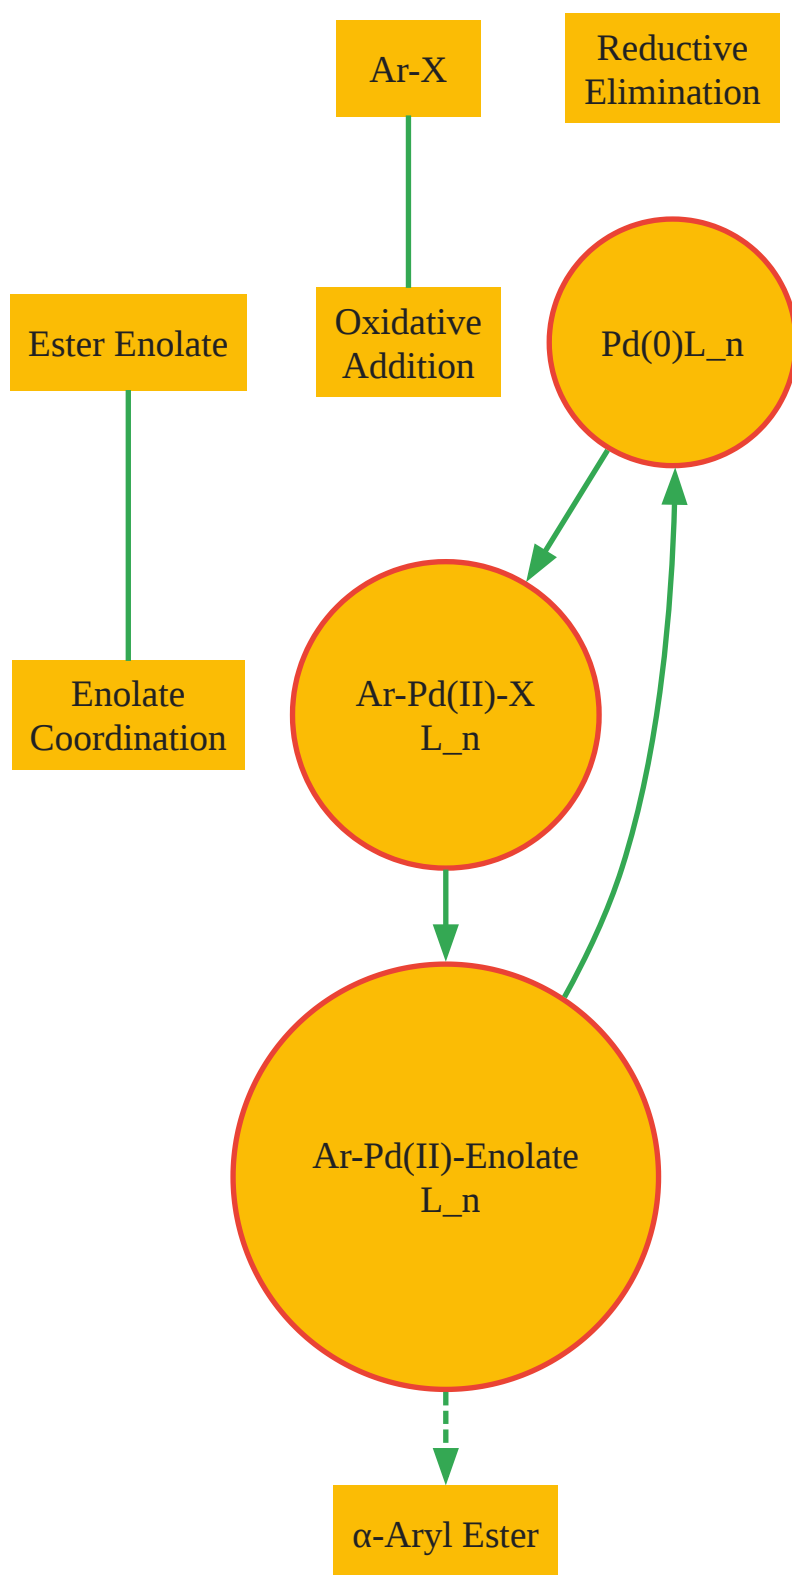 Ar-X
Reductive
Elimination
Ester Enolate
Oxidative
Addition
Pd(0)L_n
Enolate
Coordination
Ar-Pd(II)-X
L_n
Ar-Pd(II)-Enolate
L_n
α-Aryl Ester